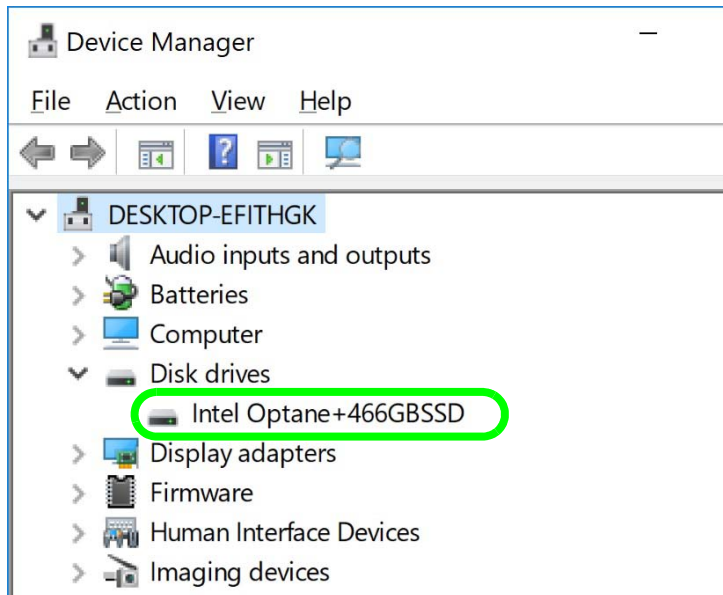 Device Manager
File Action View Help
DESKTOP-EFITHGK
Audio inputs and outputs
Batteries
Computer
Disk drives
Intel Optane+466GBSSD
Display adapters
Firmware
Human Interface Devices
Imaging devices